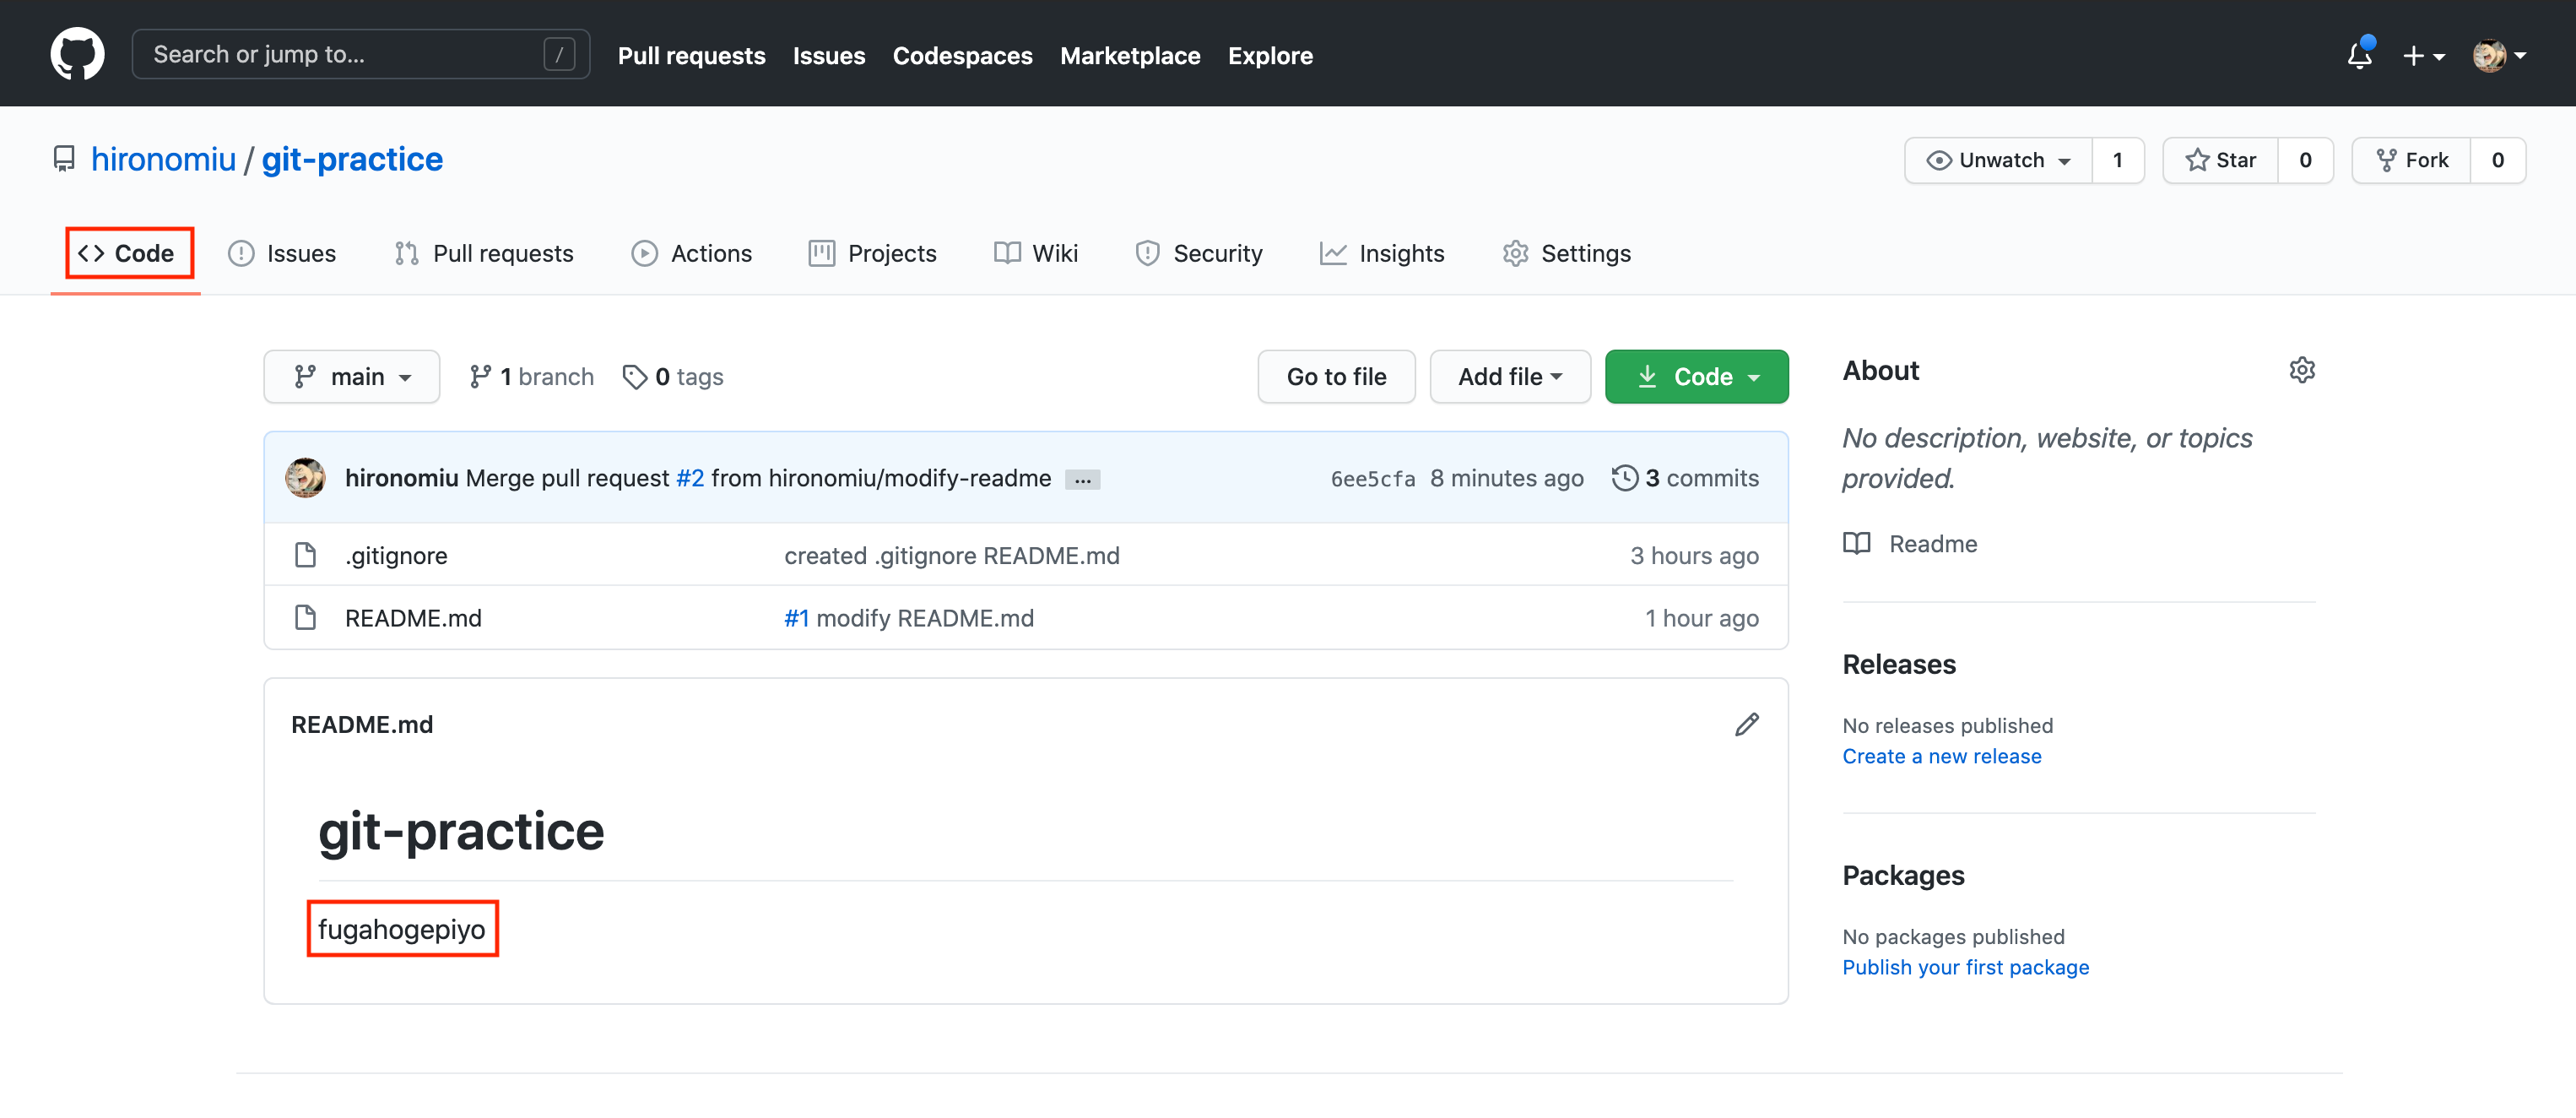 Search or jump to... /
Pull requests Issues Codespaces Marketplace Explore
hironomiu / git-practice
Unwatch 1 Star 0 Fork 0
Code Issues Pull requests Actions Projects Wiki Security Insights Settings
main 1 branch 0 tags Go to file Add file Code
hironomiu Merge pull request #2 from hironomiu/modify-readme ... 6ee5cfa 8 minutes ago 3 commits
.gitignore created .gitignore README.md 3 hours ago
README.md #1 modify README.md 1 hour ago
README.md
git-practice
fugahogepiyo
About
No description, website, or topics
provided.
Readme
Releases
No releases published
Create a new release
Packages
No packages published
Publish your first package